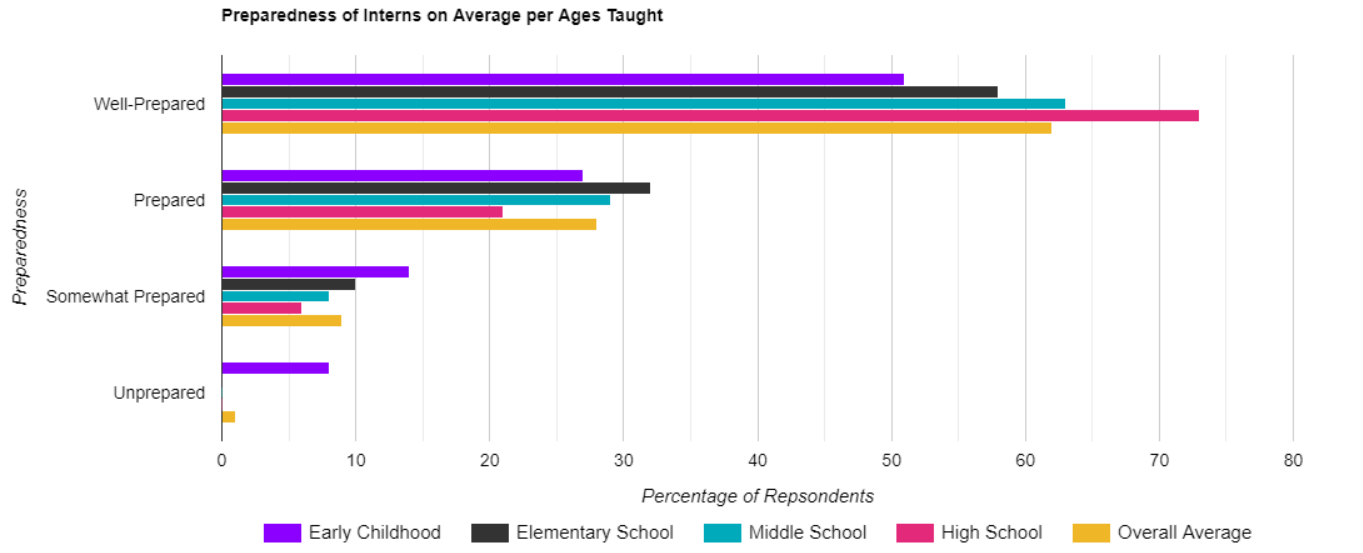 Preparedness of Interns on Average per Ages Taught
Well-Prepared
Prepared
Somewhat Prepared
Unprepared
Preparedness
0 10 20 30 40 50 60 70 80
Percentage of Repsondents
Early Childhood Elementary School Middle School High School Overall Average